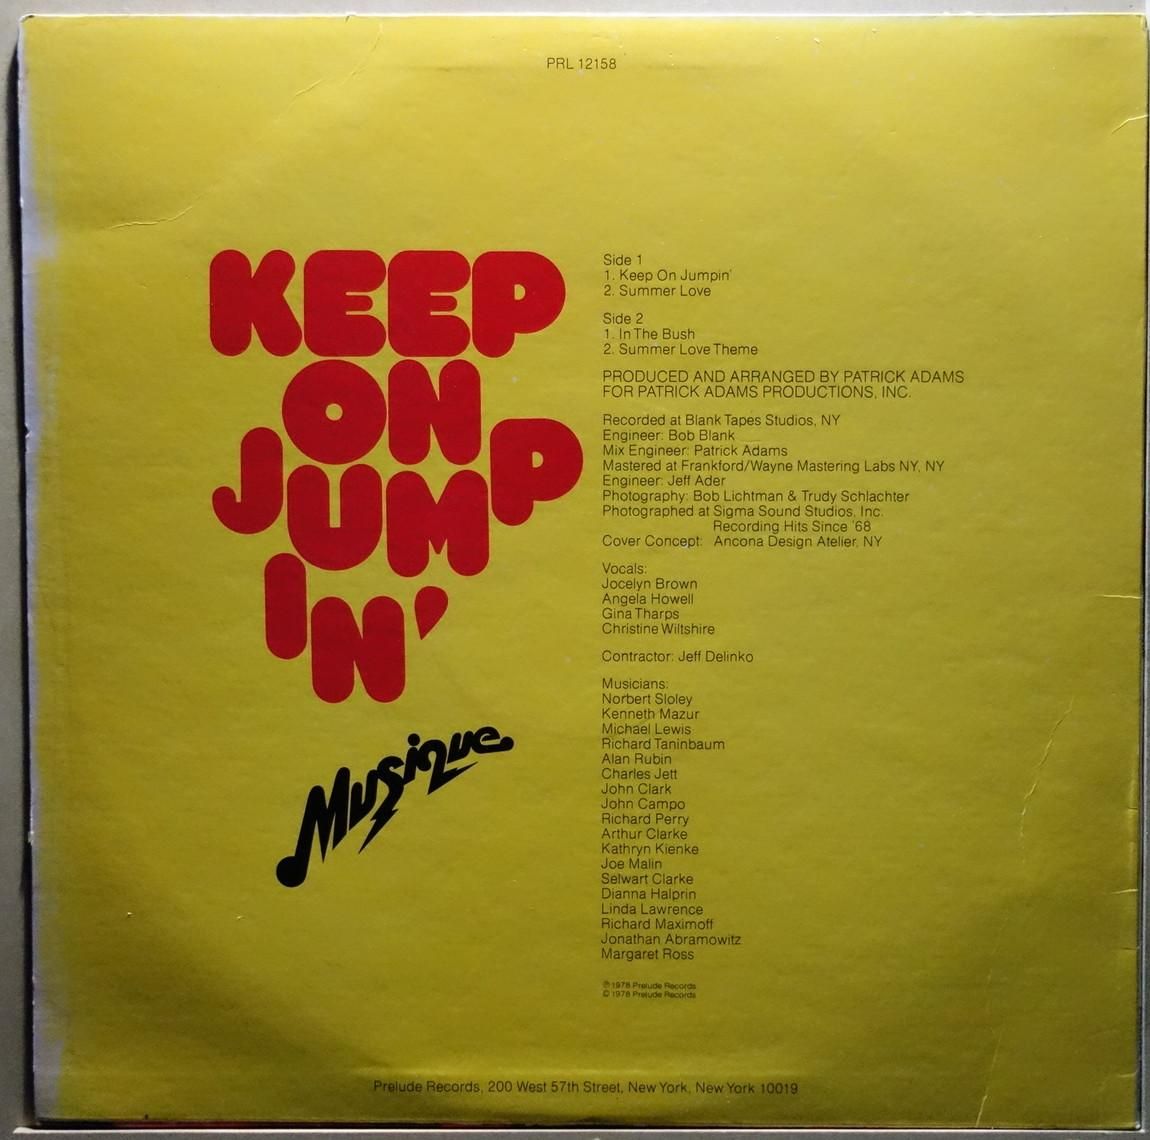 PRL 12158
KEEP
ON
JUMP
IN'
Musique
Side 1
1. Keep On Jumpin'
2. Summer Love
Side 2
1. In The Bush
2. Summer Love Theme
PRODUCED AND ARRANGED BY PATRICK ADAMS
FOR PATRICK ADAMS PRODUCTIONS, INC.
Recorded at Blank Tapes Studios, NY
Engineer: Bob Blank
Mix Engineer: Patrick Adams
Mastered at Frankford/Wayne Mastering Labs NY, NY
Engineer: Jeff Ader
Photography: Bob Lichtman & Trudy Schlachter
Photographed at Sigma Sound Studios, Inc.
Recording Hits Since '68
Cover Concept: Ancona Design Atelier, NY
Vocals:
Jocelyn Brown
Angela Howell
Gina Tharps
Christine Wiltshire
Contractor: Jeff Delinko
Musicians:
Norbert Sloley
Kenneth Mazur
Michael Lewis
Richard Taninbaum
Alan Rubin
Charles Jett
John Clark
John Campo
Richard Perry
Arthur Clarke
Kathryn Kienke
Joe Malin
Selwart Clarke
Dianna Halprin
Linda Lawrence
Richard Maximoff
Jonathan Abramowitz
Margaret Ross
℗ 1978 Prelude Records
© 1978 Prelude Records
Prelude Records, 200 West 57th Street, New York, New York 10019